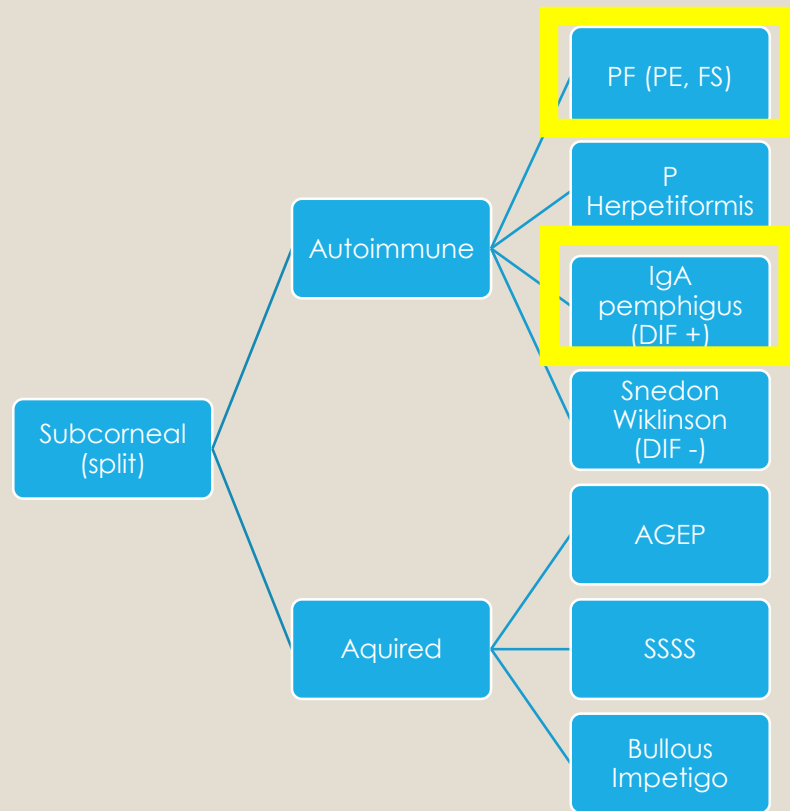 PF (PE, FS)
P
Herpetiformis
Autoimmune
IgA
pemphigus
(DIF +)
Snedon
Wiklinson
(DIF -)
Subcorneal
(split)
AGEP
Aquired
SSSS
Bullous
Impetigo